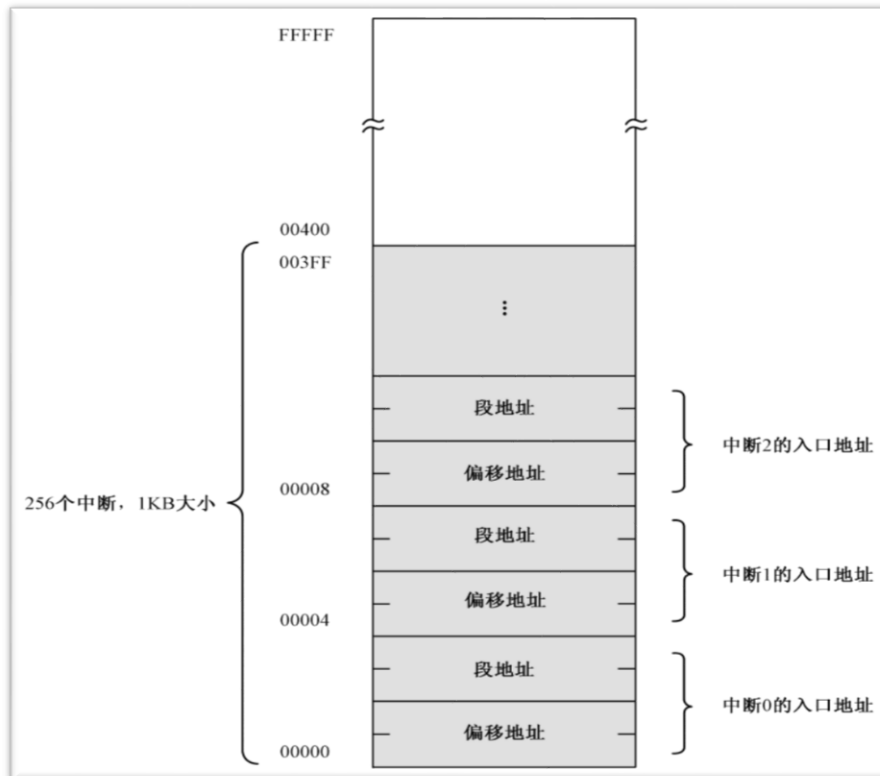 FFFFF
00400
003FF
⋮
段地址
中断2的入口地址
偏移地址
00008
256个中断，1KB大小
段地址
中断1的入口地址
偏移地址
00004
段地址
中断0的入口地址
偏移地址
00000